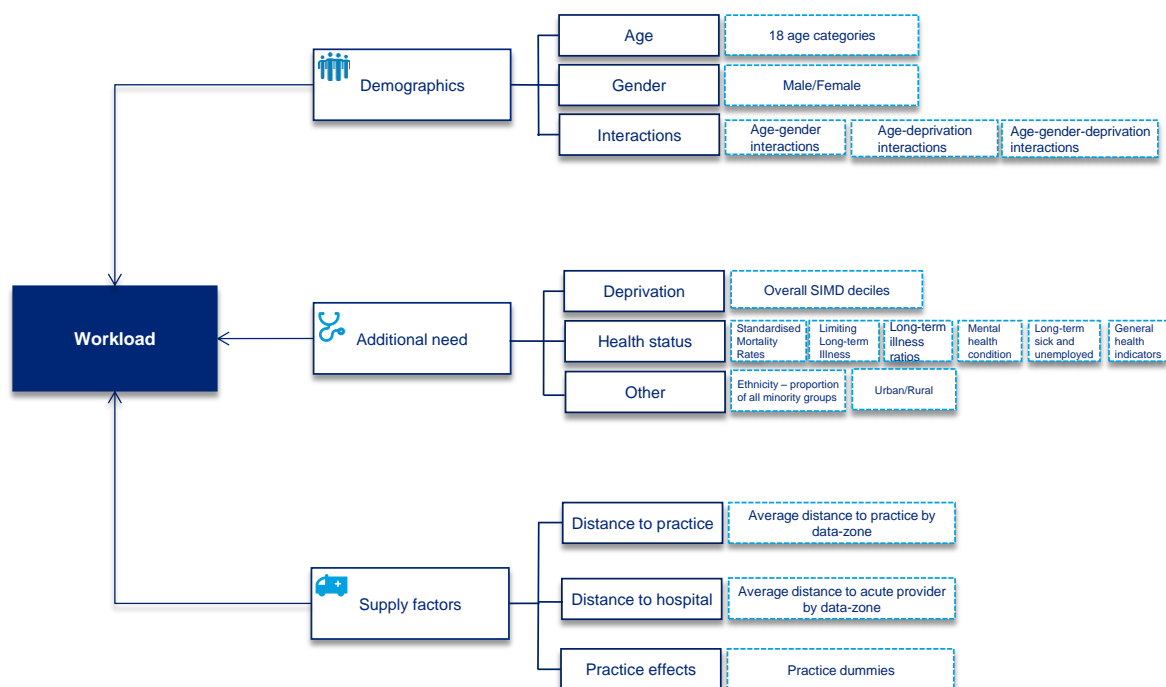 Age
18 age categories
Demographics
Gender
Male/Female
Interactions
Age-gender
interactions
Age-deprivation
interactions
Age-gender-deprivation
interactions
Workload
Additional need
Deprivation
Overall SIMD deciles
Health status
Standardised
Mortality
Rates
Limiting
Long-term
Illness
Long-term
illness
ratios
Mental
health
condition
Long-term
sick and
unemployed
General
health
indicators
Other
Ethnicity – proportion
of all minority groups
Urban/Rural
Supply factors
Distance to practice
Average distance to practice by
data-zone
Distance to hospital
Average distance to acute provider
by data-zone
Practice effects
Practice dummies